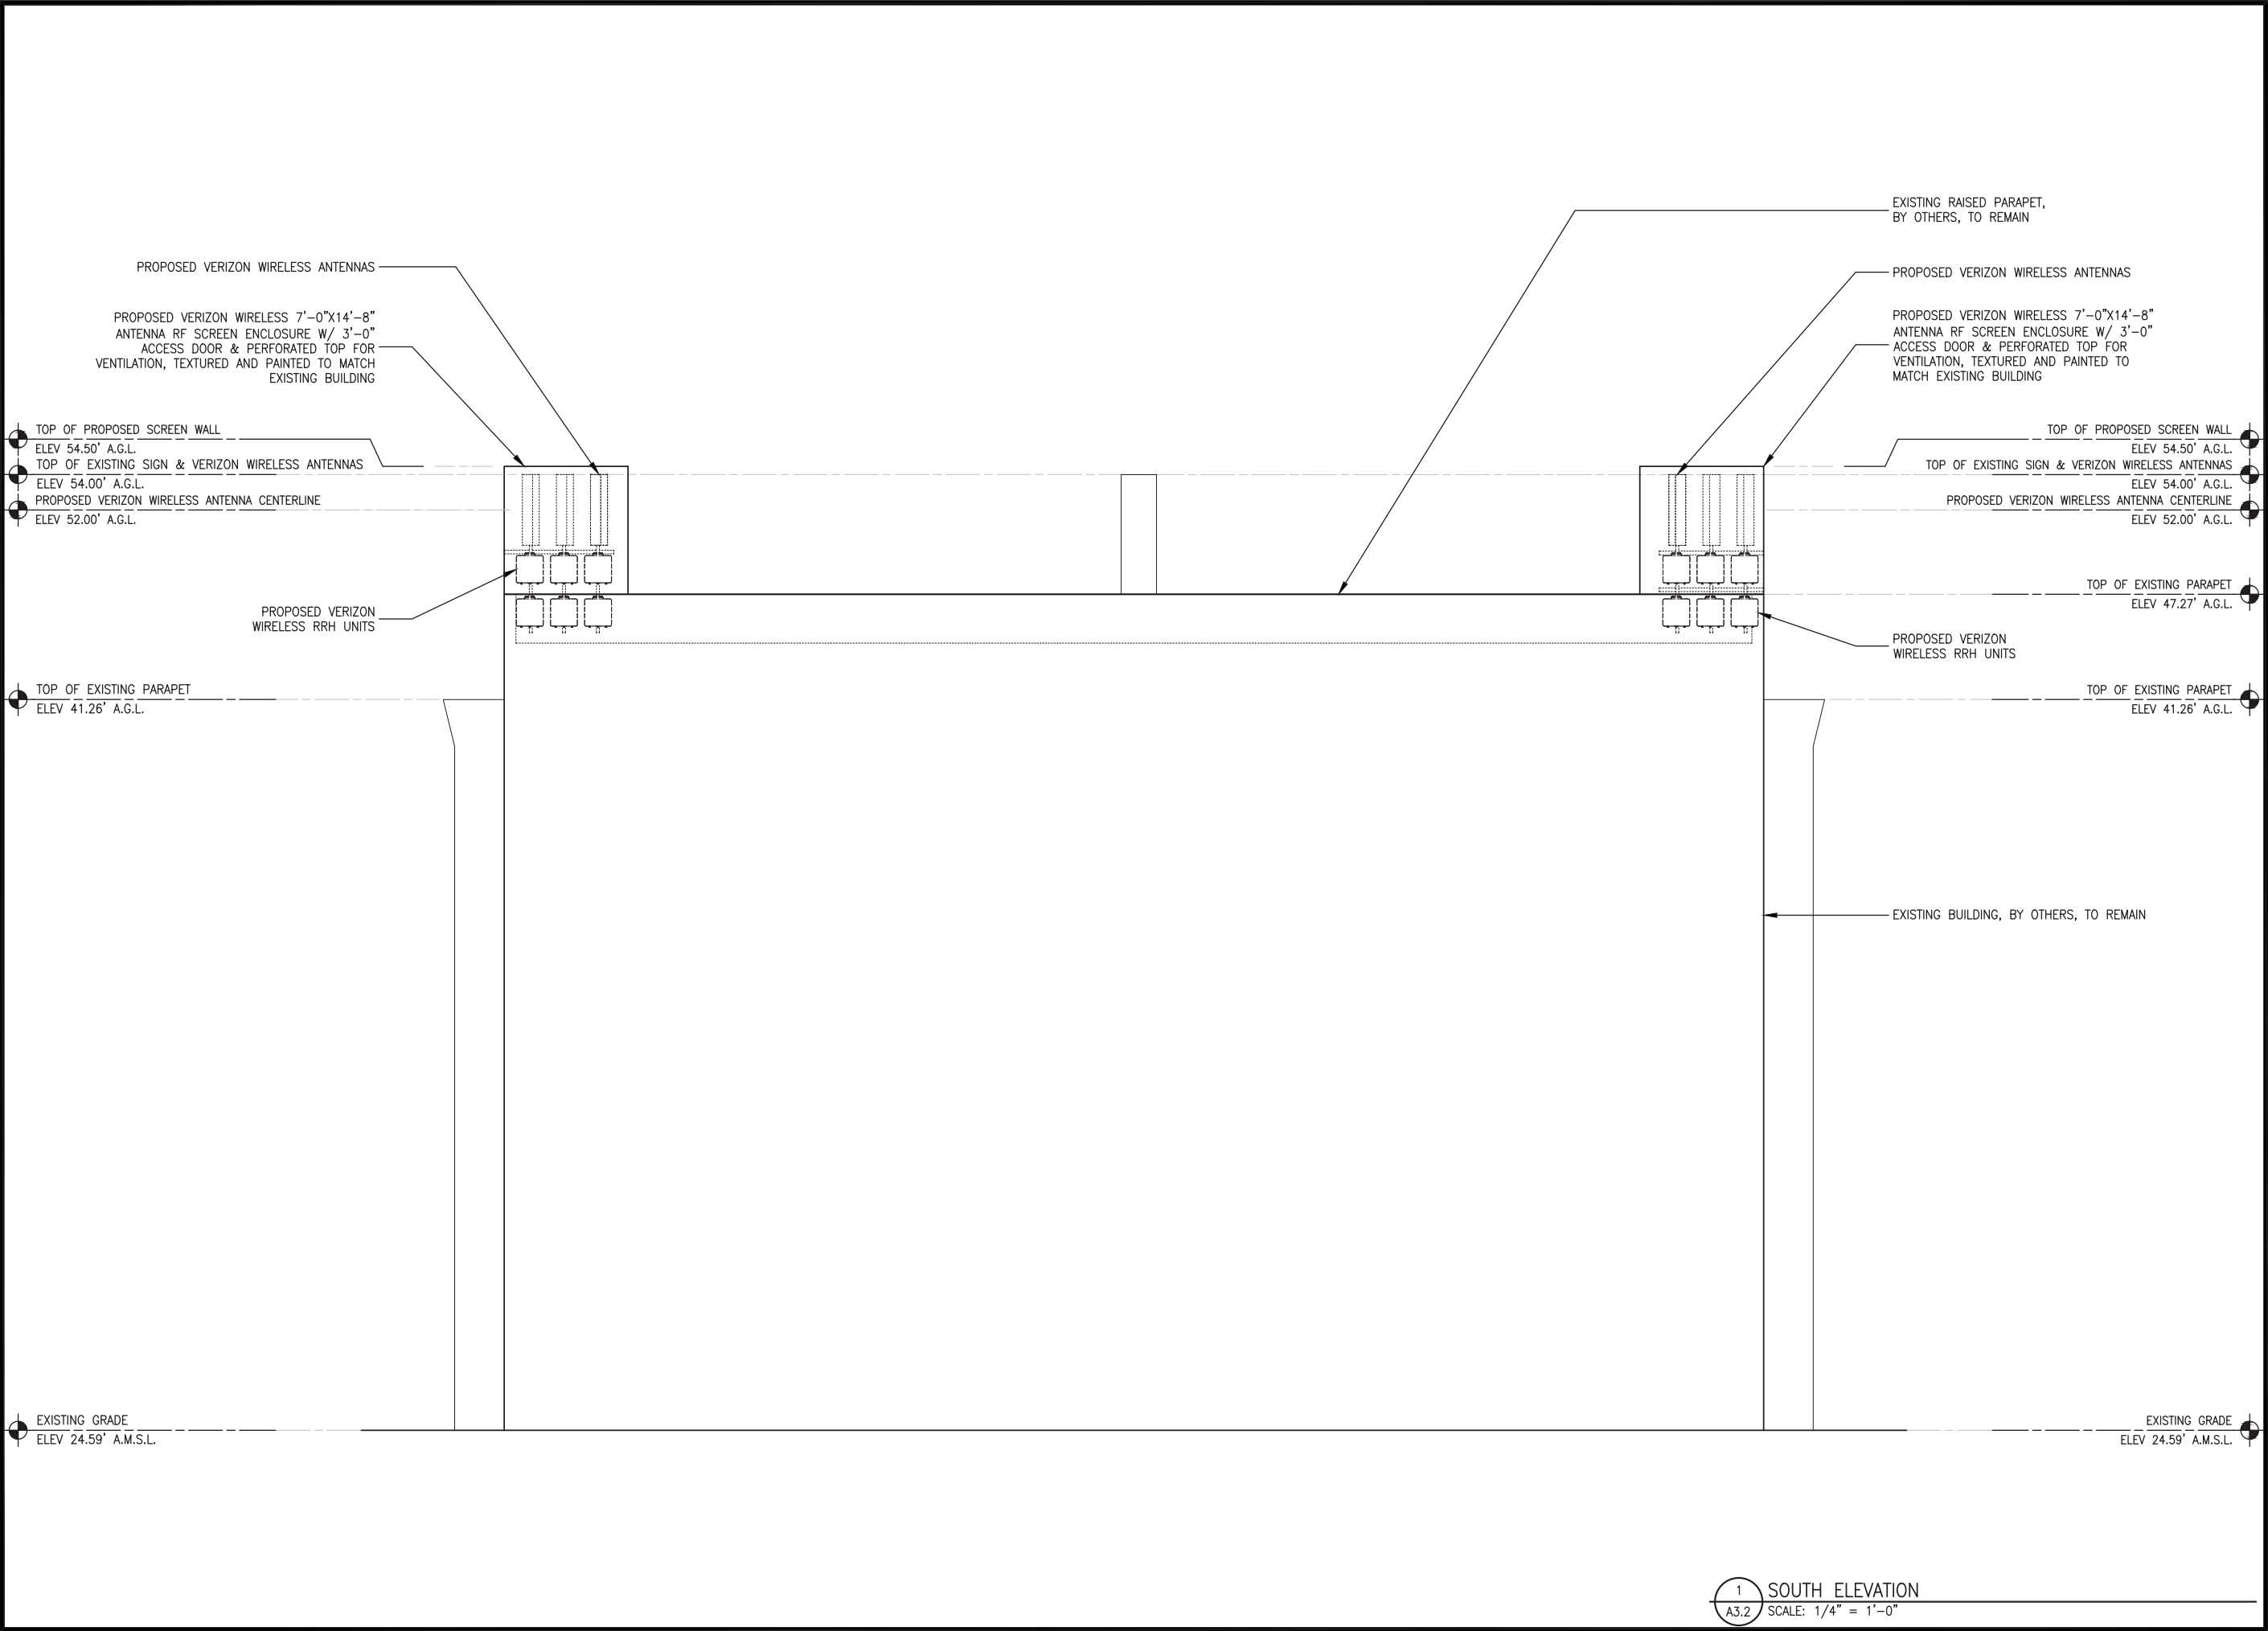 EXISTING RAISED PARAPET,
BY OTHERS, TO REMAIN
PROPOSED VERIZON WIRELESS ANTENNAS
PROPOSED VERIZON WIRELESS 7'-0"X14'-8"
ANTENNA RF SCREEN ENCLOSURE W/ 3'-0"
ACCESS DOOR & PERFORATED TOP FOR
VENTILATION, TEXTURED AND PAINTED TO MATCH
EXISTING BUILDING
PROPOSED VERIZON WIRELESS ANTENNAS
PROPOSED VERIZON WIRELESS 7'-0"X14'-8"
ANTENNA RF SCREEN ENCLOSURE W/ 3'-0"
ACCESS DOOR & PERFORATED TOP FOR
VENTILATION, TEXTURED AND PAINTED TO
MATCH EXISTING BUILDING
TOP OF PROPOSED SCREEN WALL
ELEV 54.50' A.G.L.
TOP OF EXISTING SIGN & VERIZON WIRELESS ANTENNAS
ELEV 54.00' A.G.L.
PROPOSED VERIZON WIRELESS ANTENNA CENTERLINE
ELEV 52.00' A.G.L.
TOP OF PROPOSED SCREEN WALL
ELEV 54.50' A.G.L.
TOP OF EXISTING SIGN & VERIZON WIRELESS ANTENNAS
ELEV 54.00' A.G.L.
PROPOSED VERIZON WIRELESS ANTENNA CENTERLINE
ELEV 52.00' A.G.L.
PROPOSED VERIZON
WIRELESS RRH UNITS
TOP OF EXISTING PARAPET
ELEV 47.27' A.G.L.
PROPOSED VERIZON
WIRELESS RRH UNITS
TOP OF EXISTING PARAPET
ELEV 41.26' A.G.L.
TOP OF EXISTING PARAPET
ELEV 41.26' A.G.L.
EXISTING BUILDING, BY OTHERS, TO REMAIN
EXISTING GRADE
ELEV 24.59' A.M.S.L.
EXISTING GRADE
ELEV 24.59' A.M.S.L.
1
A3.2
SOUTH ELEVATION
SCALE: 1/4" = 1'-0"